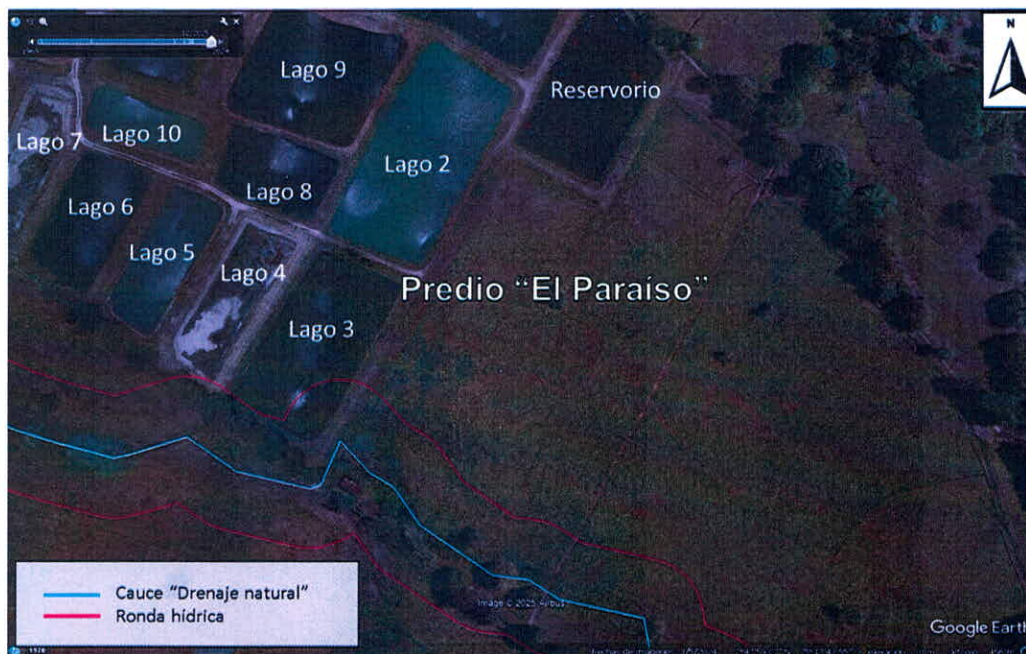 N
Lago 9
Reservorio
Lago 7
Lago 10
Lago 2
Lago 8
Lago 6
Lago 5
Lago 4
Predio “El Paraíso”
Lago 3
Cauce “Drenaje natural”
Ronda hídrica
Image © 2025 Airbus
Google Earth